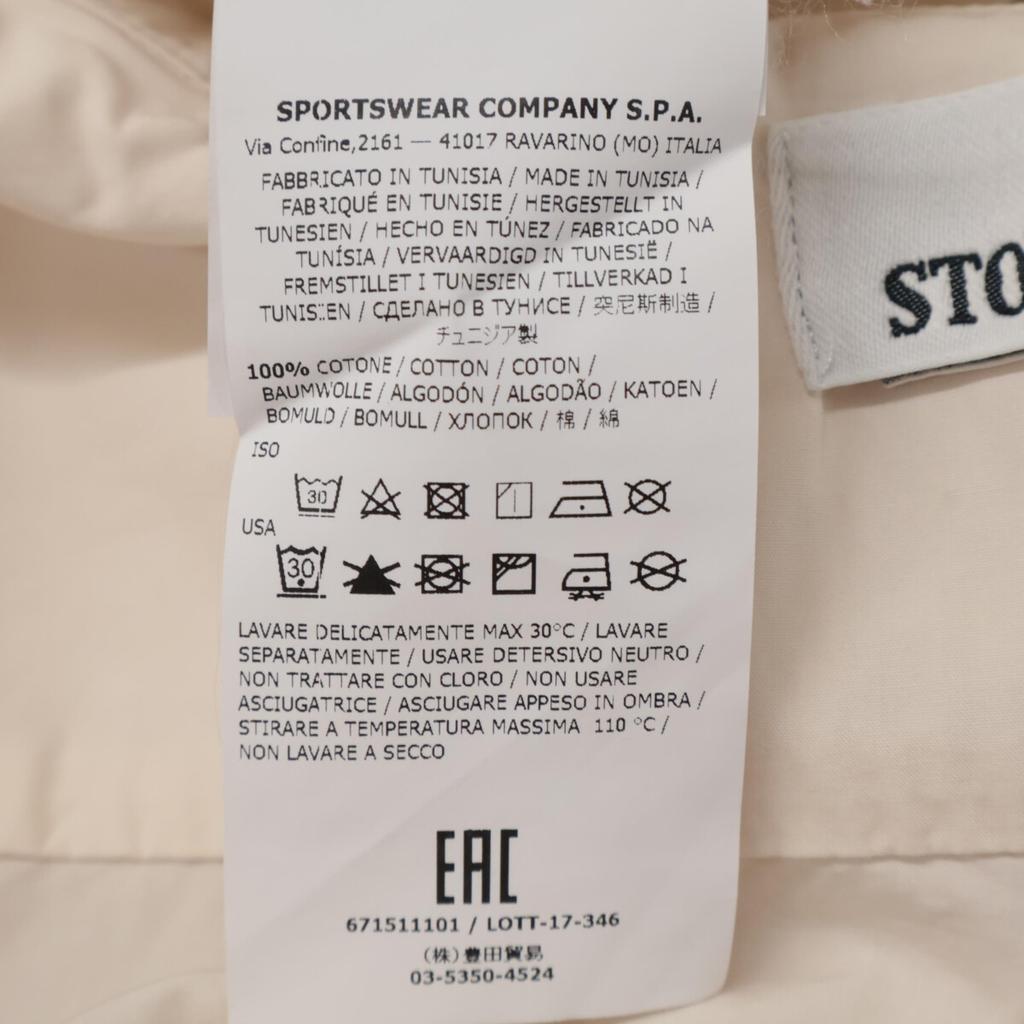 SPORTSWEAR COMPANY S.P.A.
Via Confine,2161 — 41017 RAVARINO (MO) ITALIA
FABBRICATO IN TUNISIA / MADE IN TUNISIA /
FABRIQUÉ EN TUNISIE / HERGESTELLT IN
TUNESIEN / HECHO EN TÚNEZ / FABRICADO NA
TUNÍSIA / VERVAARDIGD IN TUNESIË /
FREMSTILLET I TUNESIEN / TILLVERKAD I
TUNISIEN / СДЕЛАНО В ТУНИСЕ / 突尼斯制造 /
チュニジア製
100% COTONE / COTTON / COTON /
BAUMWOLLE / ALGODÓN / ALGODÃO / KATOEN /
BOMULD / BOMULL / ХЛОПОК / 棉 / 綿
ISO
30
USA
30
LAVARE DELICATAMENTE MAX 30°C / LAVARE
SEPARATAMENTE / USARE DETERSIVO NEUTRO /
NON TRATTARE CON CLORO / NON USARE
ASCIUGATRICE / ASCIUGARE APPESO IN OMBRA /
STIRARE A TEMPERATURA MASSIMA 110 °C /
NON LAVARE A SECCO
EAC
671511101 / LOTT-17-346
(株)豊田貿易
03-5350-4524
STO